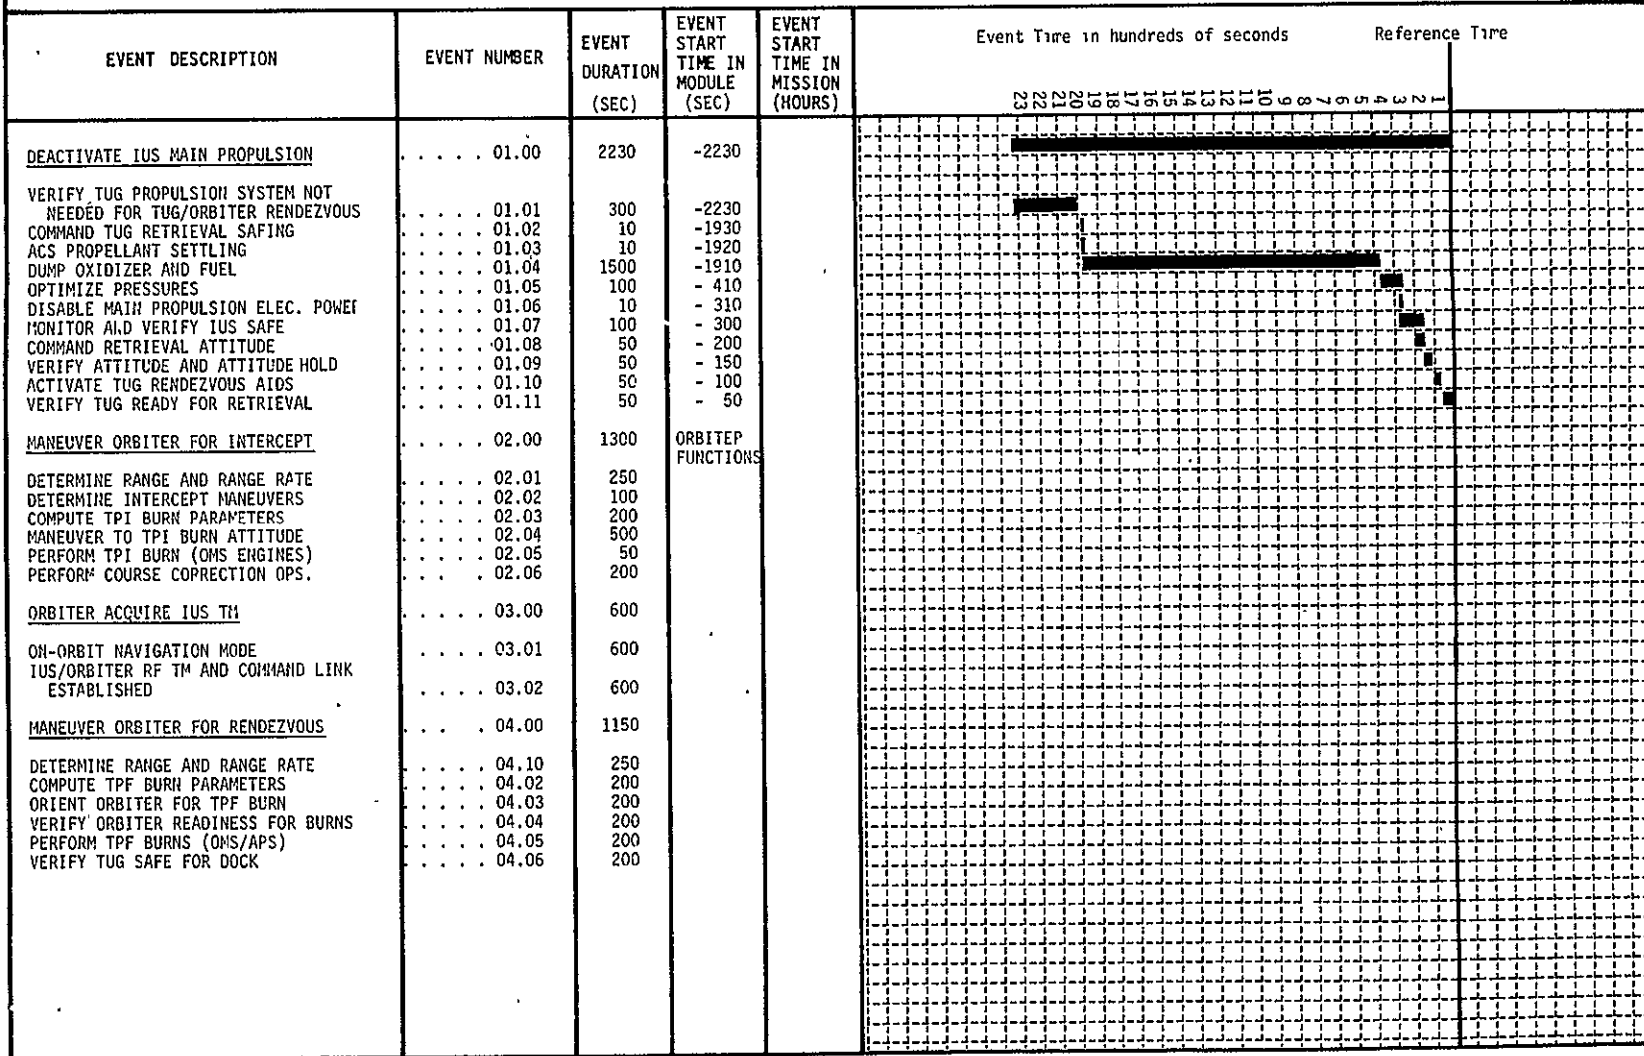 EVENT DESCRIPTION
EVENT NUMBER
EVENT
DURATION
(SEC)
EVENT
START
TIME IN
MODULE
(SEC)
EVENT
START
TIME IN
MISSION
(HOURS)
Event Time in hundreds of seconds
Reference Time
23 22 21 20 19 18 17 16 15 14 13 12 11 10 9 8 7 6 5 4 3 2 1
DEACTIVATE IUS MAIN PROPULSION . . . . . 01.00 2230 -2230
VERIFY TUG PROPULSION SYSTEM NOT
NEEDED FOR TUG/ORBITER RENDEZVOUS . . . . . 01.01 300 -2230
COMMAND TUG RETRIEVAL SAFING . . . . . 01.02 10 -1930
ACS PROPELLANT SETTLING . . . . . 01.03 10 -1920
DUMP OXIDIZER AND FUEL . . . . . 01.04 1500 -1910
OPTIMIZE PRESSURES . . . . . 01.05 100 - 410
DISABLE MAIN PROPULSION ELEC. POWER . . . . . 01.06 10 - 310
MONITOR AND VERIFY IUS SAFE . . . . . 01.07 100 - 300
COMMAND RETRIEVAL ATTITUDE . . . . . 01.08 50 - 200
VERIFY ATTITUDE AND ATTITUDE HOLD . . . . . 01.09 50 - 150
ACTIVATE TUG RENDEZVOUS AIDS . . . . . 01.10 50 - 100
VERIFY TUG READY FOR RETRIEVAL . . . . . 01.11 50 - 50
MANEUVER ORBITER FOR INTERCEPT . . . . . 02.00 1300 ORBITEP
FUNCTIONS
DETERMINE RANGE AND RANGE RATE . . . . . 02.01 250
DETERMINE INTERCEPT MANEUVERS . . . . . 02.02 100
COMPUTE TPI BURN PARAMETERS . . . . . 02.03 200
MANEUVER TO TPI BURN ATTITUDE . . . . . 02.04 500
PERFORM TPI BURN (OMS ENGINES) . . . . . 02.05 50
PERFORM COURSE COPRECTION OPS. . . . . 02.06 200
ORBITER ACQUIRE IUS TM . . . . . 03.00 600
ON-ORBIT NAVIGATION MODE . . . . 03.01 600
IUS/ORBITER RF TM AND COMMAND LINK
ESTABLISHED . . . . 03.02 600
MANEUVER ORBITER FOR RENDEZVOUS . . . . 04.00 1150
DETERMINE RANGE AND RANGE RATE . . . . . 04.10 250
COMPUTE TPF BURN PARAMETERS . . . . . 04.02 200
ORIENT ORBITER FOR TPF BURN . . . . . 04.03 200
VERIFY ORBITER READINESS FOR BURNS . . . . . 04.04 200
PERFORM TPF BURNS (OMS/APS) . . . . . 04.05 200
VERIFY TUG SAFE FOR DOCK . . . . . 04.06 200